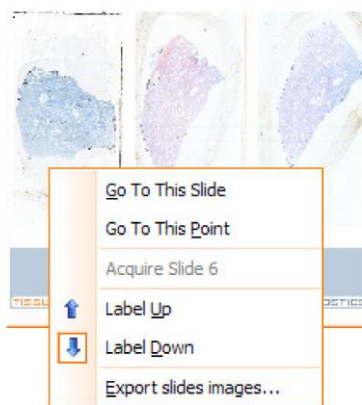 Go To This Slide
Go To This Point
Acquire Slide 6
Label Up
Label Down
Export slides images...